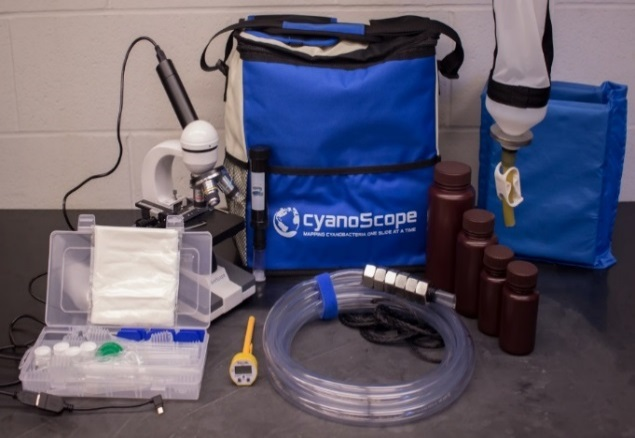 cyanoScope
MAPPING CYANOBACTERIA ONE SLIDE AT A TIME